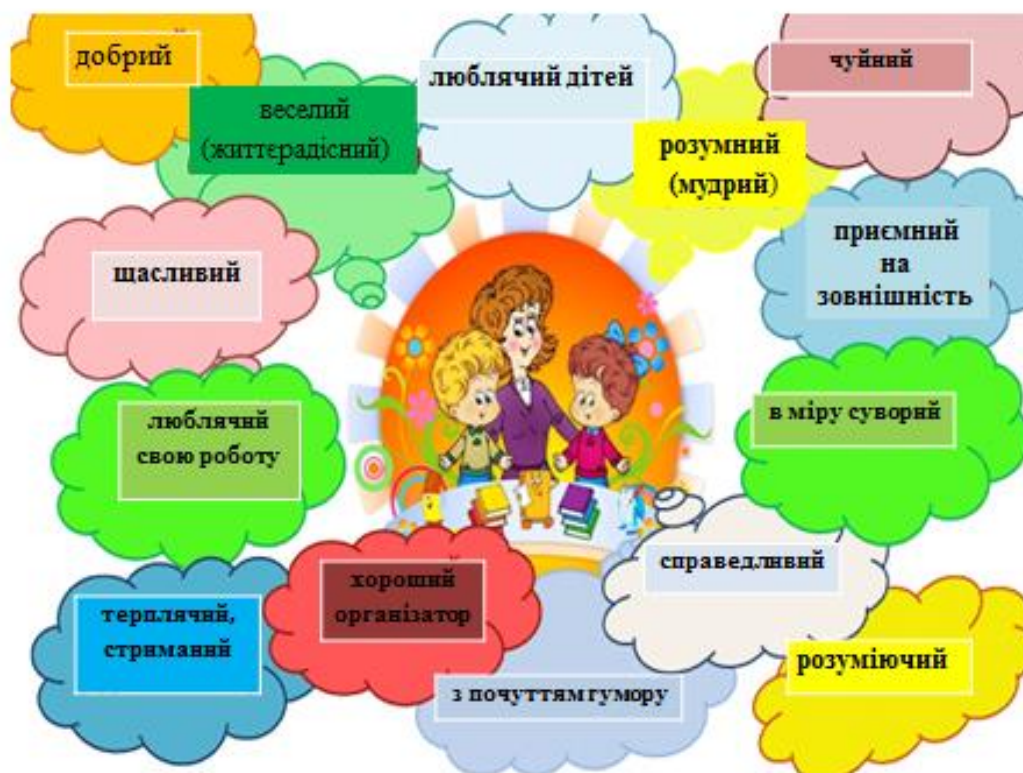 добрий
веселий
(життєрадісний)
люблячий дітей
розумний
(мудрий)
чуйний
щасливий
приємний
на
зовнішність
люблячий
свою роботу
в міру суворий
терплячий,
стриманий
хороший
організатор
з почуттям гумору
справедливий
розуміючий